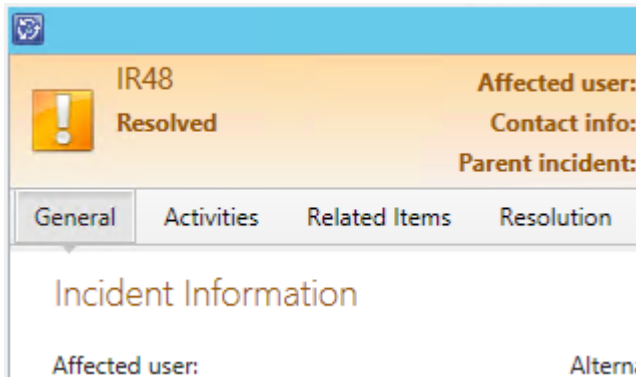 IR48
Resolved
Affected user:
Contact info:
Parent incident:
General Activities Related Items Resolution
Incident Information
Affected user: